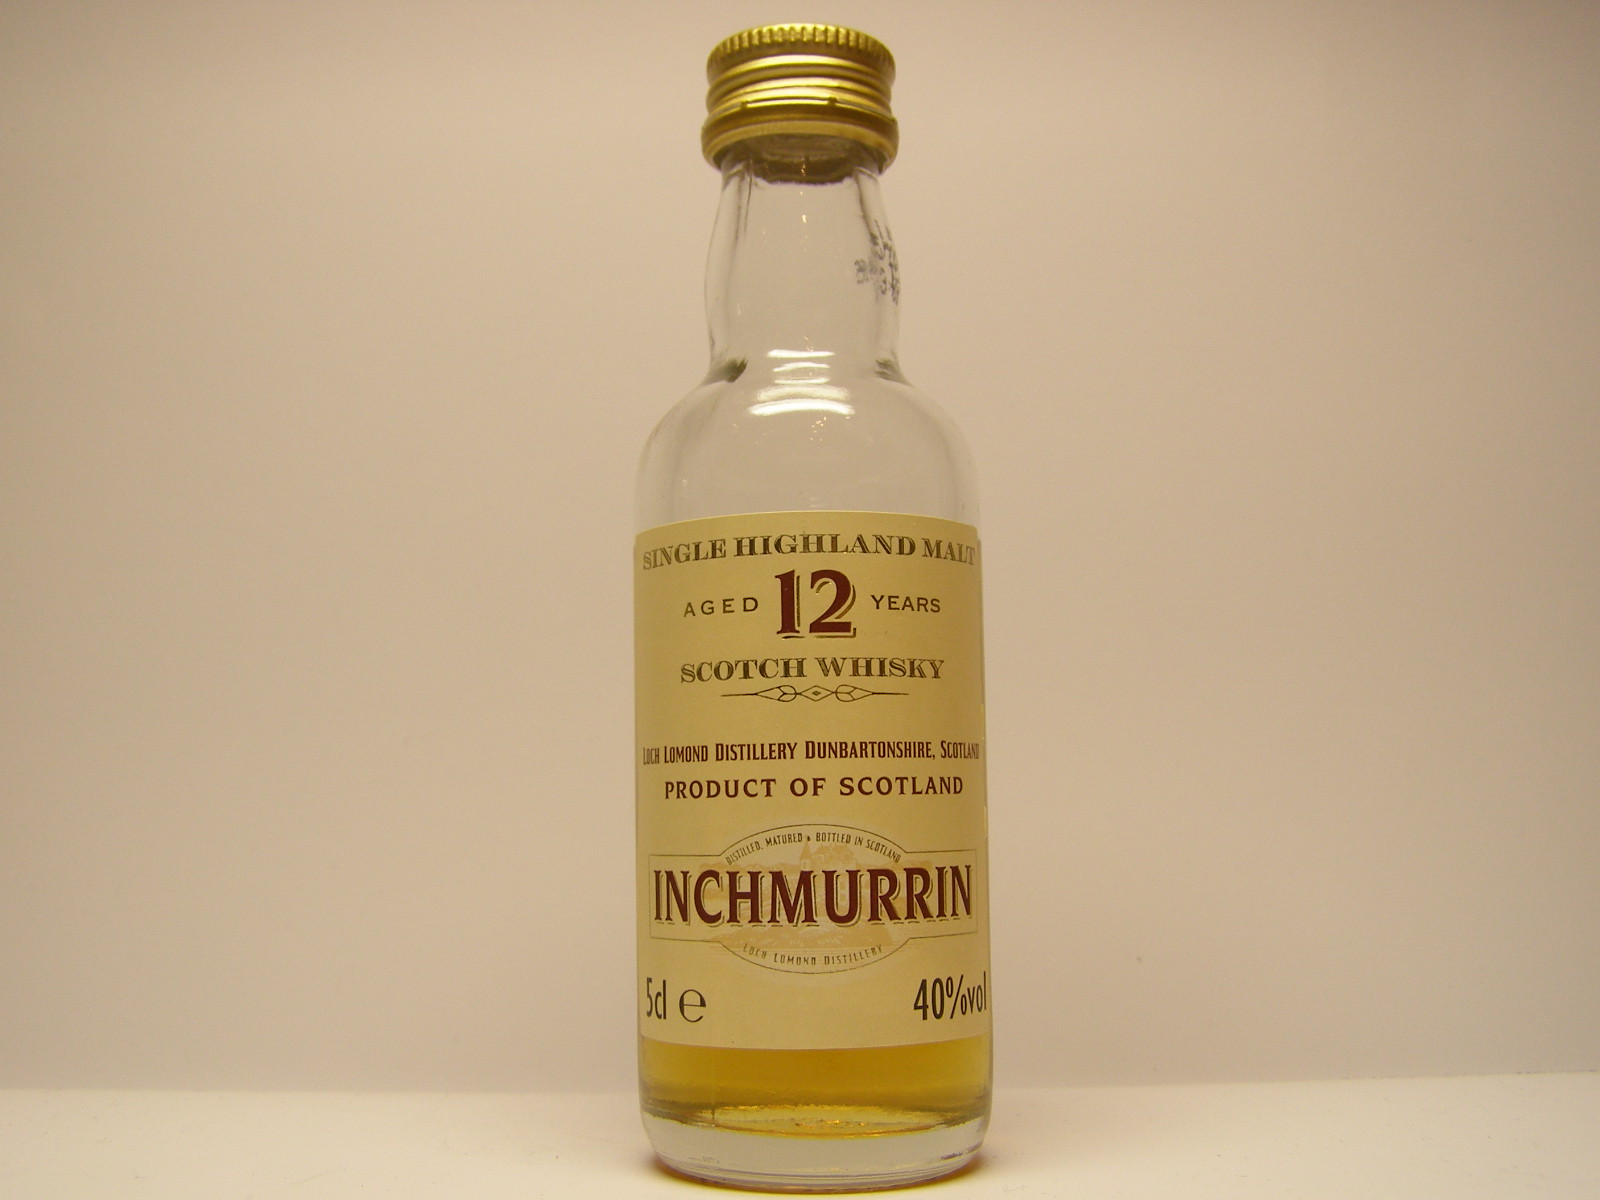 SINGLE HIGHLAND MALT
AGED 12 YEARS
SCOTCH WHISKY
LOCH LOMOND DISTILLERY DUNBARTONSHIRE, SCOTLAND
PRODUCT OF SCOTLAND
DISTILLED, MATURED • BOTTLED IN SCOTLAND
INCHMURRIN
LOCH LOMOND DISTILLERY
5cl e 40%vol